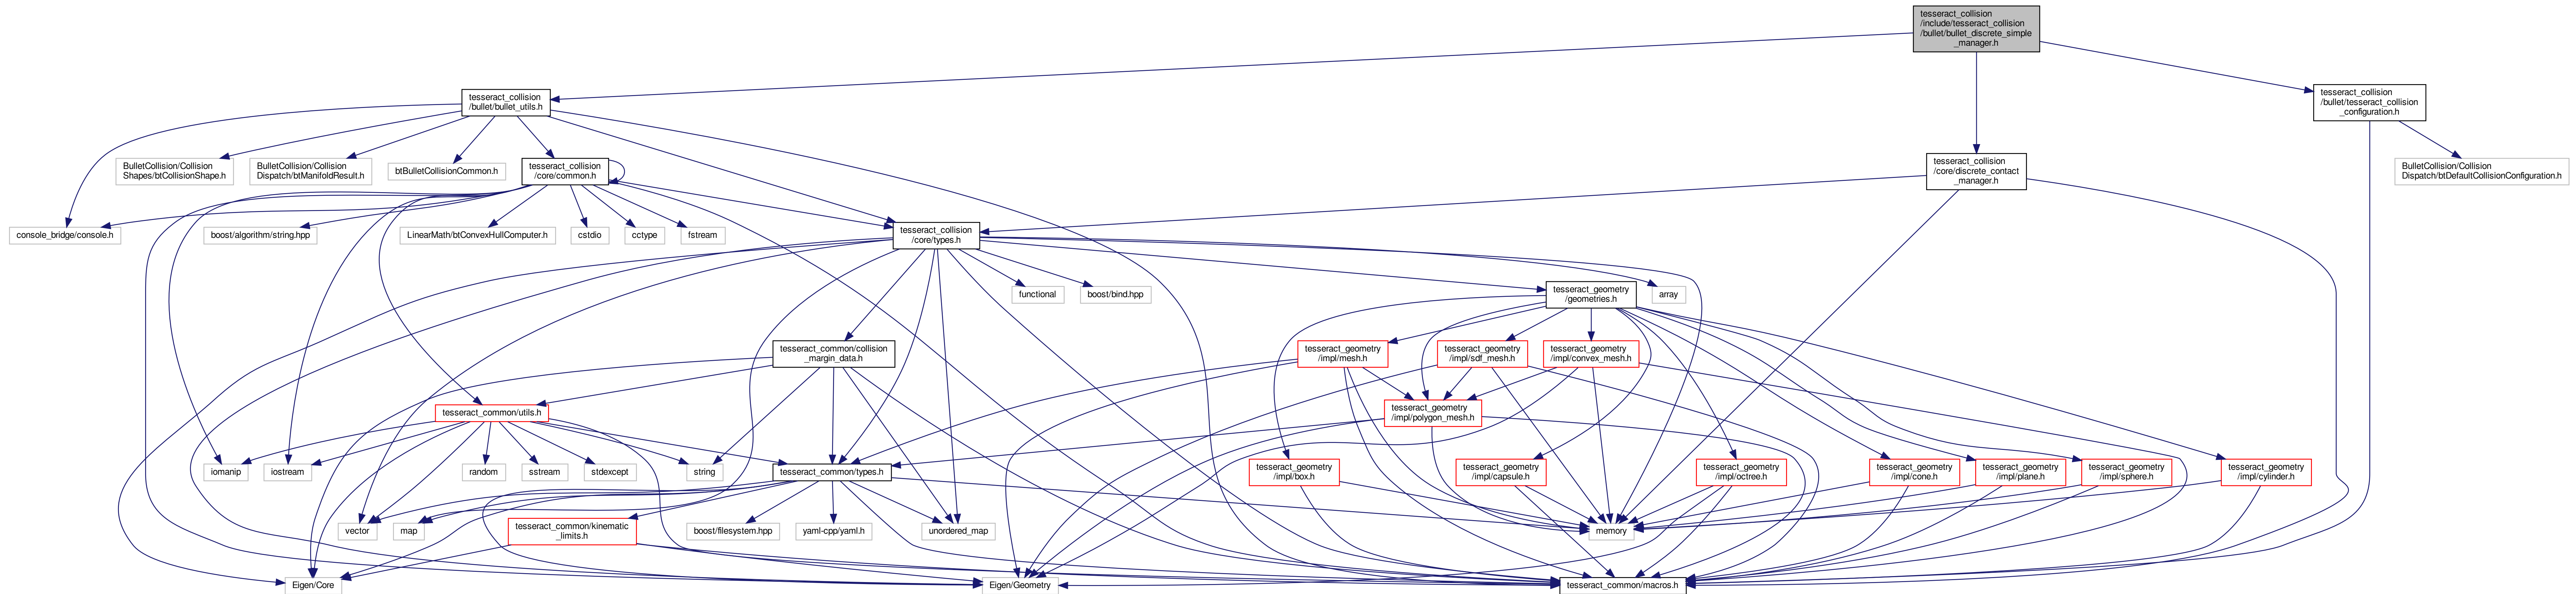 tesseract_collision
/include/tesseract_collision
/bullet/bullet_discrete_simple
_manager.h
tesseract_collision
/bullet/bullet_utils.h
tesseract_collision
/bullet/tesseract_collision
_configuration.h
BulletCollision/Collision
Shapes/btCollisionShape.h
BulletCollision/Collision
Dispatch/btManifoldResult.h
btBulletCollisionCommon.h
tesseract_collision
/core/common.h
tesseract_collision
/core/discrete_contact
_manager.h
BulletCollision/Collision
Dispatch/btDefaultCollisionConfiguration.h
console_bridge/console.h
boost/algorithm/string.hpp
LinearMath/btConvexHullComputer.h
cstdio
cctype
fstream
tesseract_collision
/core/types.h
functional
boost/bind.hpp
tesseract_geometry
/geometries.h
array
tesseract_common/collision
_margin_data.h
tesseract_geometry
/impl/mesh.h
tesseract_geometry
/impl/sdf_mesh.h
tesseract_geometry
/impl/convex_mesh.h
tesseract_common/utils.h
tesseract_geometry
/impl/polygon_mesh.h
iomanip
iostream
random
sstream
stdexcept
string
tesseract_common/types.h
tesseract_geometry
/impl/box.h
tesseract_geometry
/impl/capsule.h
tesseract_geometry
/impl/octree.h
tesseract_geometry
/impl/cone.h
tesseract_geometry
/impl/plane.h
tesseract_geometry
/impl/sphere.h
tesseract_geometry
/impl/cylinder.h
vector
map
tesseract_common/kinematic
_limits.h
boost/filesystem.hpp
yaml-cpp/yaml.h
unordered_map
memory
Eigen/Core
Eigen/Geometry
tesseract_common/macros.h